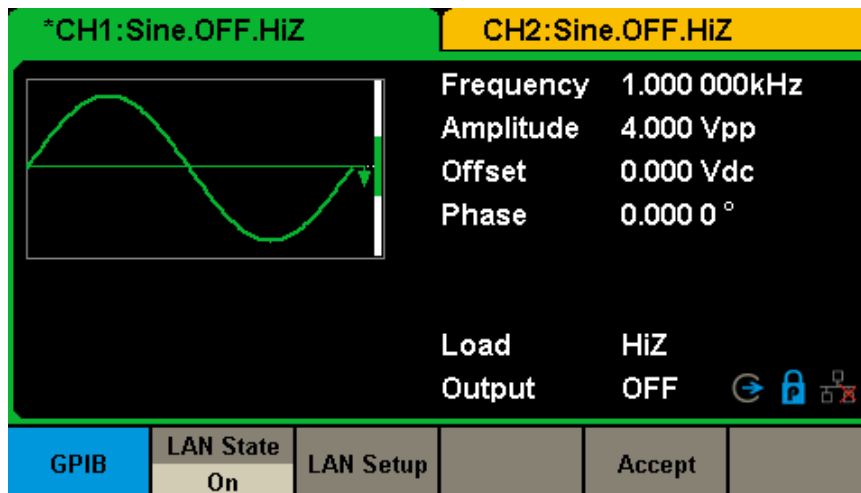 *CH1:Sine.OFF.HiZ
CH2:Sine.OFF.HiZ
Frequency 1.000 000kHz
Amplitude 4.000 Vpp
Offset 0.000 Vdc
Phase 0.000 0 °
Load HiZ
Output OFF
P
GPIB
LAN State
On
LAN Setup
Accept